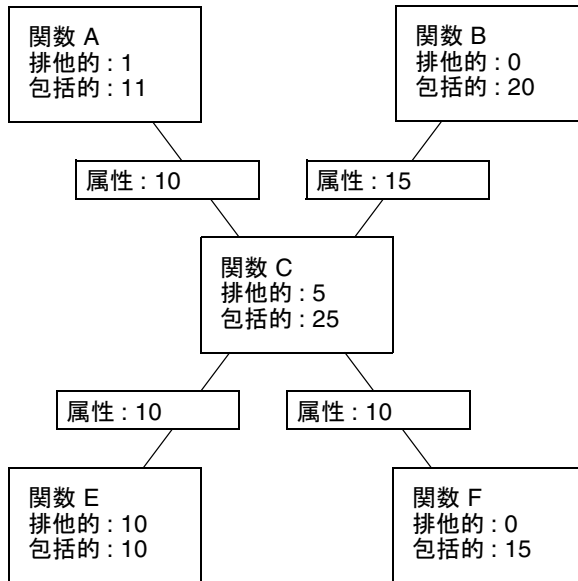 関数 A
排他的 : 1
包括的 : 11
関数 B
排他的 : 0
包括的 : 20
属性 : 10
属性 : 15
関数 C
排他的 : 5
包括的 : 25
属性 : 10
属性 : 10
関数 E
排他的 : 10
包括的 : 10
関数 F
排他的 : 0
包括的 : 15